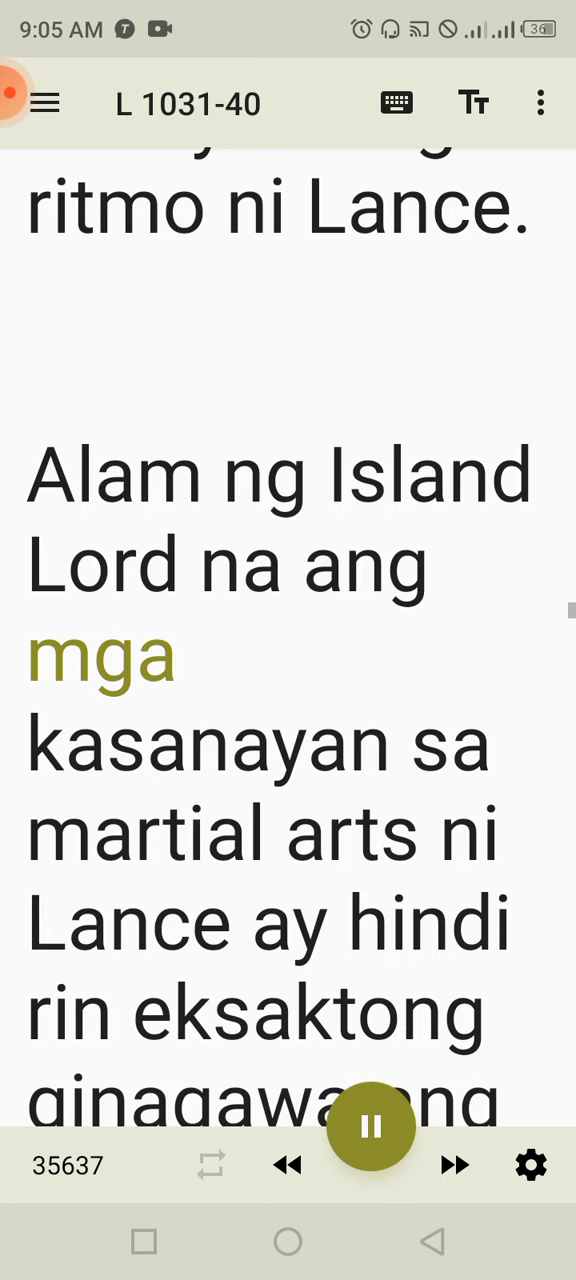 9:05 AM
36
L 1031-40
ritmo ni Lance.
Alam ng Island
Lord na ang
mga
kasanayan sa
martial arts ni
Lance ay hindi
rin eksaktong
35637